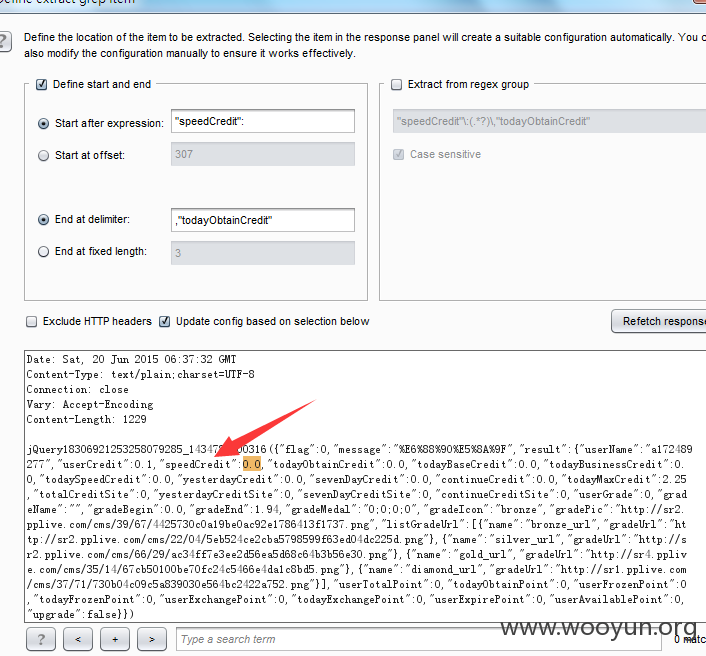 Define extract grep item
?
Define the location of the item to be extracted. Selecting the item in the response panel will create a suitable configuration automatically. You c
also modify the configuration manually to ensure it works effectively.
Define start and end
Extract from regex group
Start after expression: "speedCredit":
"speedCredit"\:(.*?)\,"todayObtainCredit"
Start at offset: 307
Case sensitive
End at delimiter: ,"todayObtainCredit"
End at fixed length: 3
Exclude HTTP headers
Update config based on selection below
Refetch response
Date: Sat, 20 Jun 2015 06:37:32 GMT
Content-Type: text/plain;charset=UTF-8
Connection: close
Vary: Accept-Encoding
Content-Length: 1229
316({"flag":0,"message":"%E6%88%90%E5%8A%9F","result":{"userName":"a172489
277","userCredit":0.1,"speedCredit":0.0,"todayObtainCredit":0.0,"todayBaseCredit":0.0,"todayBusinessCredit":0.
0,"todaySpeedCredit":0.0,"yesterdayCredit":0.0,"sevenDayCredit":0.0,"continueCredit":0.0,"todayMaxCredit":2.25
,"totalCreditSite":0,"yesterdayCreditSite":0,"sevenDayCreditSite":0,"continueCreditSite":0,"userGrade":0,"grad
eName":"","gradeBegin":0.0,"gradeEnd":1.94,"gradeMedal":"0;0;0;0","gradeIcon":"bronze","gradePic":"http://sr2.
pplive.com/cms/39/67/4425730c0a19be0ac92e1786413f1737.png","listGradeUrl":[{"name":"bronze_url","gradeUrl":"ht
tp://sr2.pplive.com/cms/22/04/5eb524ce2cba5798599f63ed04dc225d.png"},{"name":"silver_url","gradeUrl":"http://s
r2.pplive.com/cms/66/29/ac34ff7e3ee2d56ea5d68c64b3b56e30.png"},{"name":"gold_url","gradeUrl":"http://sr4.ppliv
e.com/cms/35/14/67cb50100be70fc24c5466e4da1c8bd5.png"},{"name":"diamond_url","gradeUrl":"http://sr1.pplive.com
/cms/37/71/730b04c09c5a839030e564bc2422a752.png"}],"userTotalPoint":0,"todayObtainPoint":0,"userFrozenPoint":0
,"todayFrozenPoint":0,"userExchangePoint":0,"todayExchangePoint":0,"userExpirePoint":0,"userAvailablePoint":0,
"upgrade":false}})
www.wooyun.org
? < + > Type a search term
0 matc